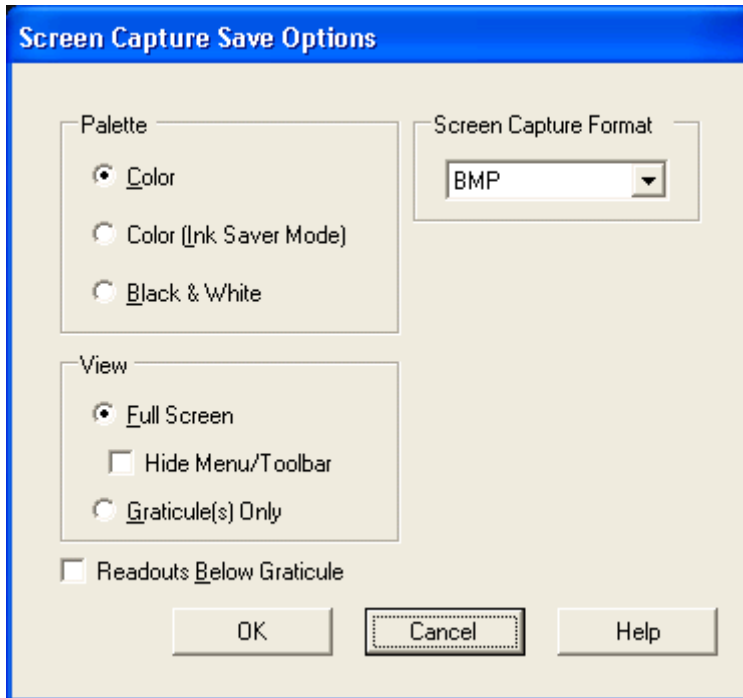 Screen Capture Save Options
Palette
Color
Color (Ink Saver Mode)
Black & White
Screen Capture Format
BMP
View
Full Screen
Hide Menu/Toolbar
Graticule(s) Only
Readouts Below Graticule
OK
Cancel
Help